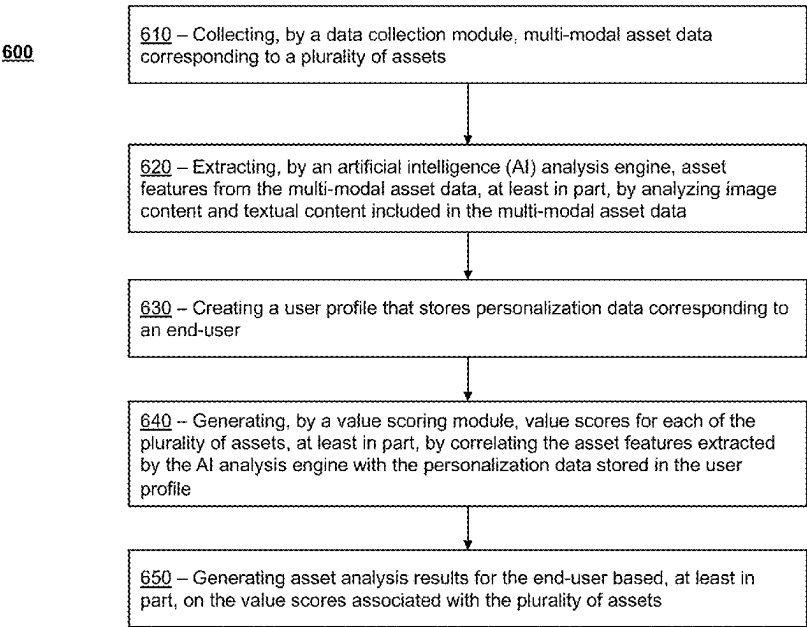 600
610 – Collecting, by a data collection module, multi-modal asset data
corresponding to a plurality of assets
620 – Extracting, by an artificial intelligence (AI) analysis engine, asset
features from the multi-modal asset data, at least in part, by analyzing image
content and textual content included in the multi-modal asset data
630 – Creating a user profile that stores personalization data corresponding to
an end-user
640 – Generating, by a value scoring module, value scores for each of the
plurality of assets, at least in part, by correlating the asset features extracted
by the AI analysis engine with the personalization data stored in the user
profile
650 – Generating asset analysis results for the end-user based, at least in
part, on the value scores associated with the plurality of assets